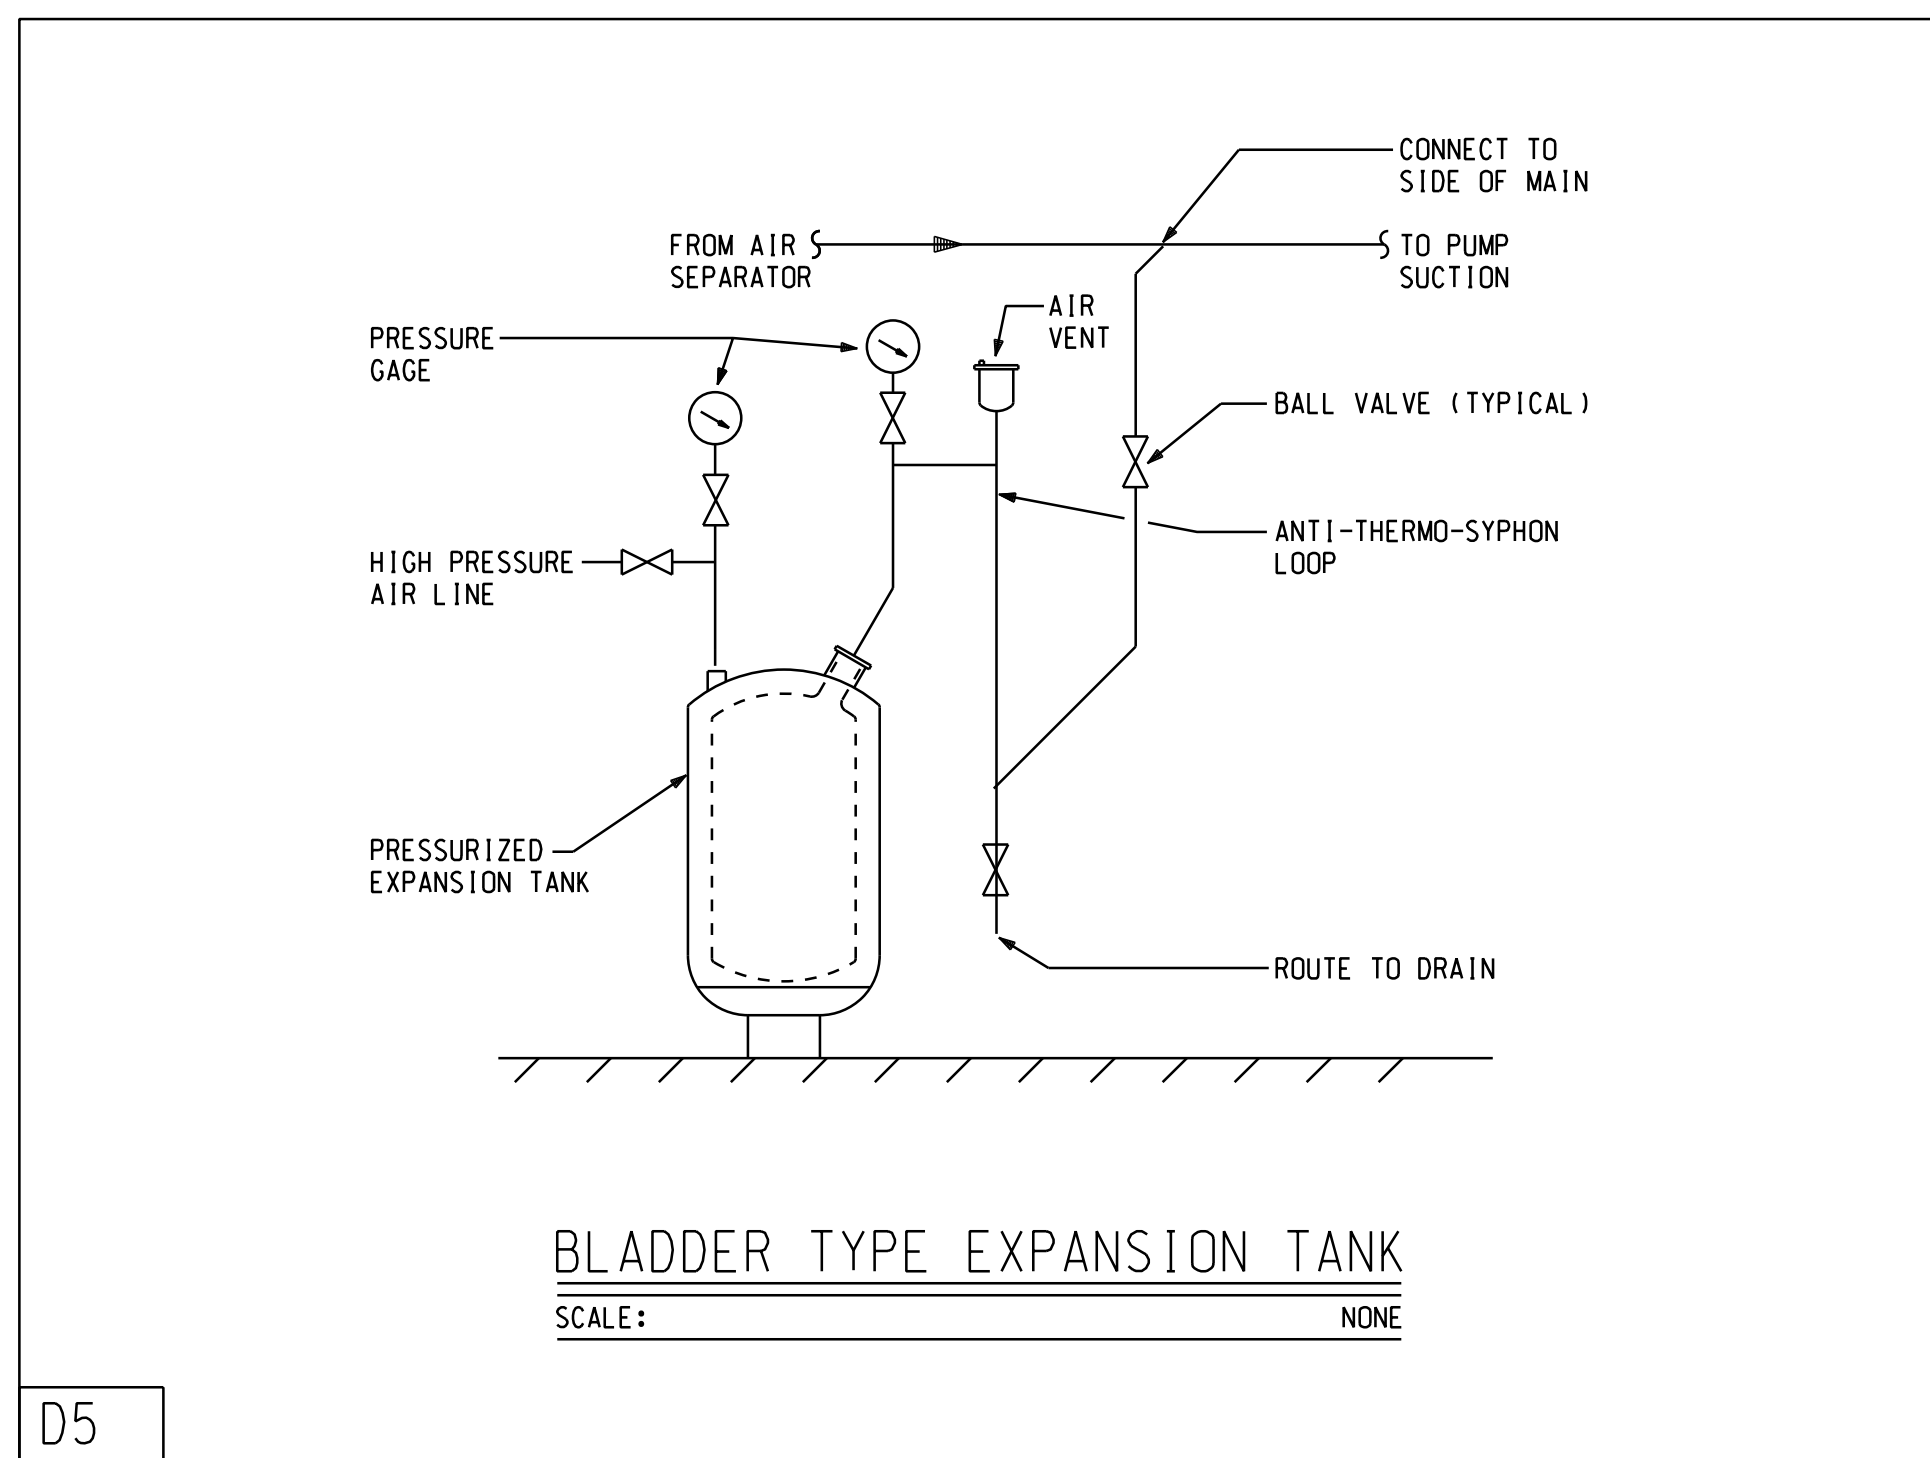 CONNECT TO
SIDE OF MAIN
FROM AIR
SEPARATOR
TO PUMP
SUCTION
AIR
VENT
PRESSURE
GAGE
BALL VALVE (TYPICAL)
ANTI-THERMO-SYPHON
LOOP
HIGH PRESSURE
AIR LINE
PRESSURIZED
EXPANSION TANK
ROUTE TO DRAIN
BLADDER TYPE EXPANSION TANK
SCALE: NONE
D5